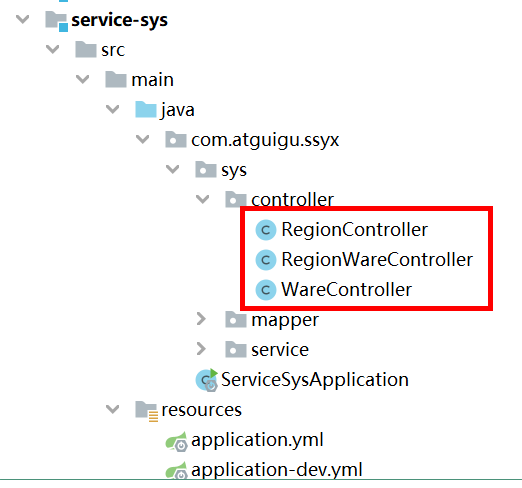 service-sys
src
main
java
com.atguigu.ssyx
sys
controller
RegionController
RegionWareController
WareController
mapper
service
ServiceSysApplication
resources
application.yml
application-dev.yml